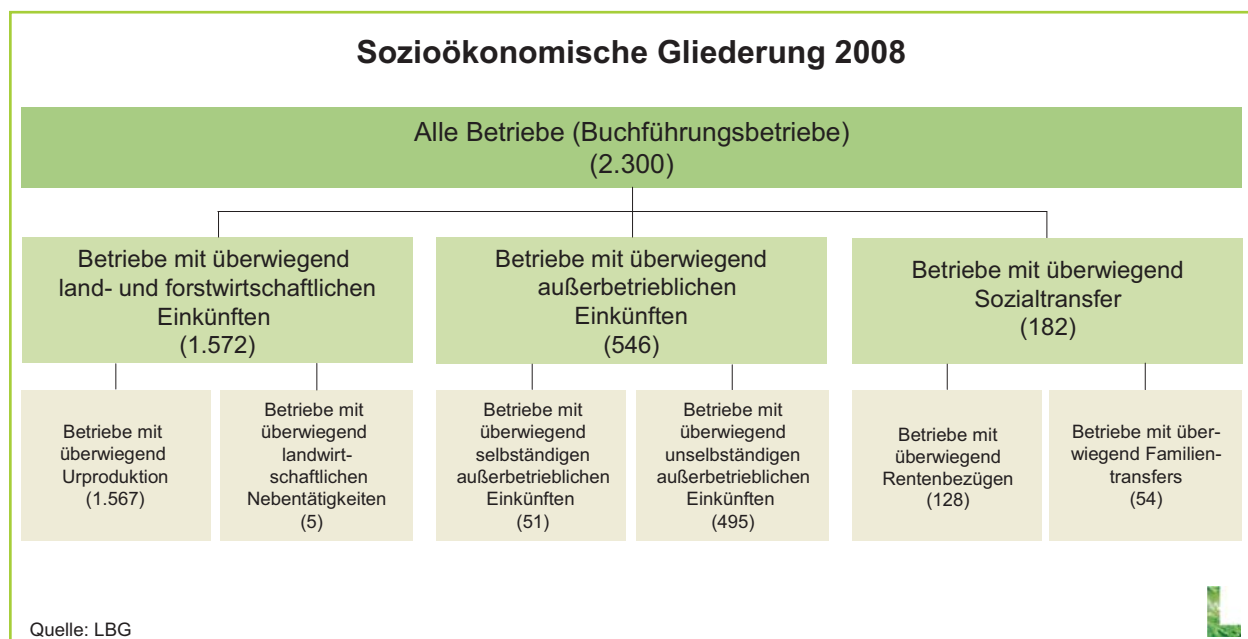 Sozioökonomische Gliederung 2008
Alle Betriebe (Buchführungsbetriebe)
(2.300)
Betriebe mit überwiegend
land- und forstwirtschaftlichen
Einkünften
(1.572)
Betriebe mit überwiegend
außerbetrieblichen
Einkünften
(546)
Betriebe mit überwiegend
Sozialtransfer
(182)
Betriebe mit
überwiegend
Urproduktion
(1.567)
Betriebe mit
überwiegend
landwirt-
schaftlichen
Nebentätigkeiten
(5)
Betriebe mit
überwiegend
selbständigen
außerbetrieblichen
Einkünften
(51)
Betriebe mit
überwiegend
unselbständigen
außerbetrieblichen
Einkünften
(495)
Betriebe mit
überwiegend
Rentenbezügen
(128)
Betriebe mit über-
wiegend Familien-
transfers
(54)
Quelle: LBG
L